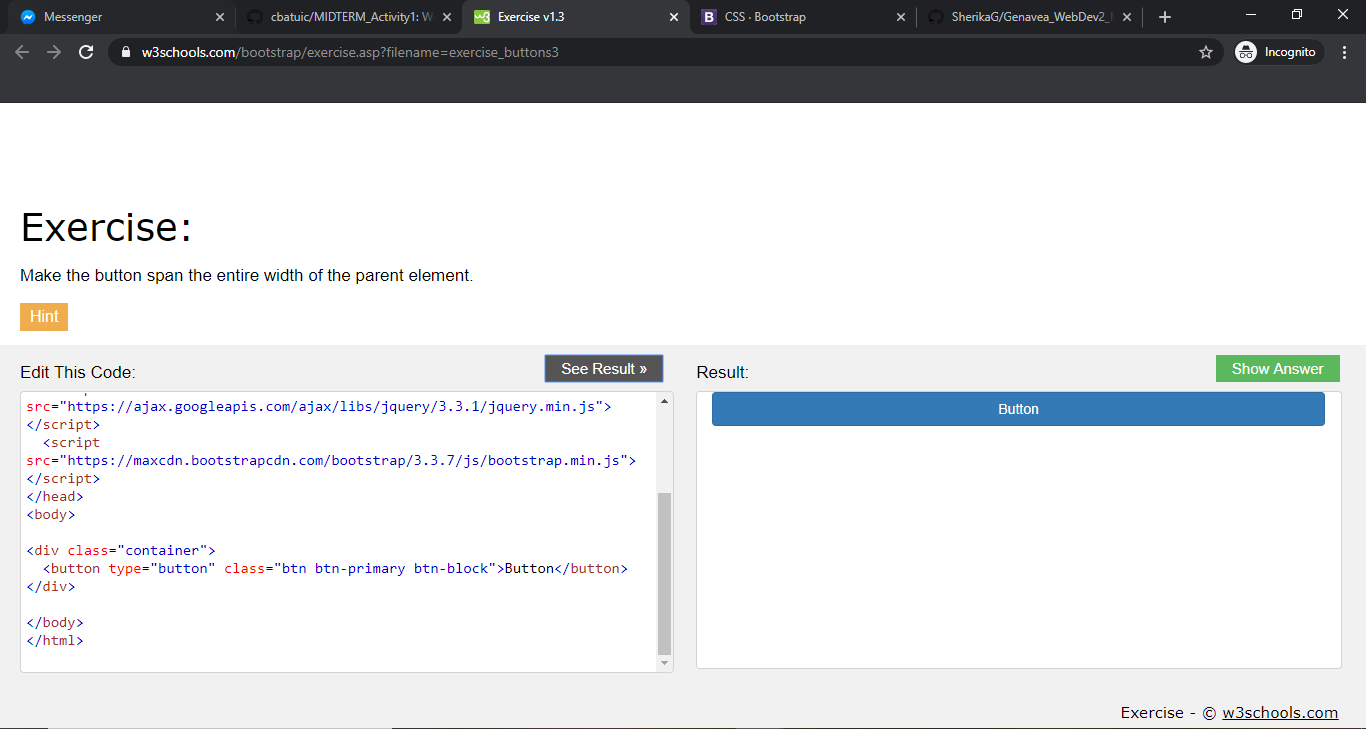 Messenger
cbatuic/MIDTERM_Activity1: W
Exercise v1.3
CSS · Bootstrap
SherikaG/Genavea_WebDev2_
w3schools.com/bootstrap/exercise.asp?filename=exercise_buttons3
Incognito
Exercise:
Make the button span the entire width of the parent element.
Hint
Edit This Code:
See Result »
Result:
Show Answer
src="https://ajax.googleapis.com/ajax/libs/jquery/3.3.1/jquery.min.js">
</script>
<script
src="https://maxcdn.bootstrapcdn.com/bootstrap/3.3.7/js/bootstrap.min.js">
</script>
</head>
<body>
<div class="container">
<button type="button" class="btn btn-primary btn-block">Button</button>
</div>
</body>
</html>
Button
Exercise - © w3schools.com